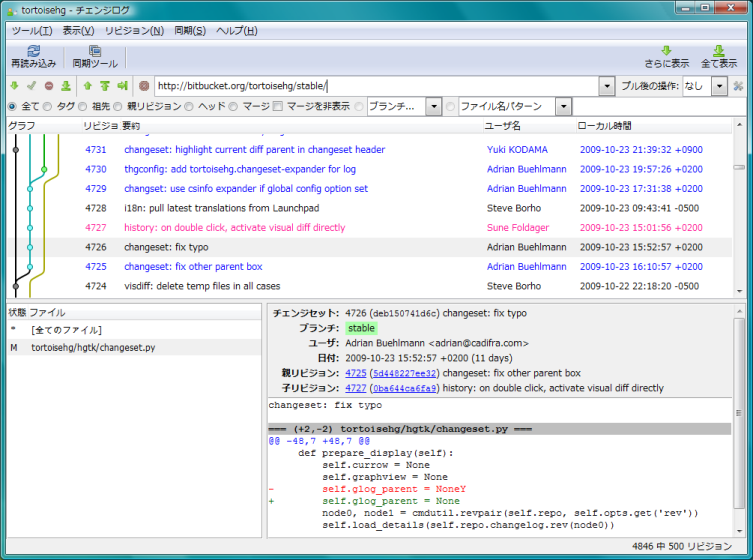 tortoisehg - チェンジログ
ツール(T) 表示(V) リビジョン(N) 同期(S) ヘルプ(H)
再読み込み 同期ツール さらに表示 全て表示
http://bitbucket.org/tortoisehg/stable/ プル後の操作: なし
全て タグ 祖先 親リビジョン ヘッド マージ マージを非表示 ブランチ... ファイル名パターン
グラフ リビジョ 要約 ユーザ名 ローカル時間
4731 changeset: highlight current diff parent in changeset header Yuki KODAMA 2009-10-23 21:39:32 +0900
4730 thgconfig: add tortoisehg.changeset-expander for log Adrian Buehlmann 2009-10-23 19:57:26 +0200
4729 changset: use csinfo expander if global config option set Adrian Buehlmann 2009-10-23 17:31:38 +0200
4728 i18n: pull latest translations from Launchpad Steve Borho 2009-10-23 09:43:41 -0500
4727 history: on double click, activate visual diff directly Sune Foldager 2009-10-23 15:01:56 +0200
4726 changeset: fix typo Adrian Buehlmann 2009-10-23 15:52:57 +0200
4725 changeset: fix other parent box Adrian Buehlmann 2009-10-23 16:10:57 +0200
4724 visdiff: delete temp files in all cases Steve Borho 2009-10-22 22:18:20 -0500
状態 ファイル
* [全てのファイル]
M tortoisehg/hgtk/changeset.py
チェンジセット: 4726 (deb150741d6c) changeset: fix typo
ブランチ: stable
ユーザ: Adrian Buehlmann <adrian@cadifra.com>
日付: 2009-10-23 15:52:57 +0200 (11 days)
親リビジョン: 4725 (5d448227ee32) changeset: fix other parent box
子リビジョン: 4727 (0ba644ca6fa9) history: on double click, activate visual diff directly
changeset: fix typo
=== (+2,-2) tortoisehg/hgtk/changeset.py ===
@@ -48,7 +48,7 @@
def prepare_display(self):
self.currow = None
self.graphview = None
- self.glog_parent = NoneY
+ self.glog_parent = None
node0, node1 = cmdutil.revpair(self.repo, self.opts.get('rev'))
self.load_details(self.repo.changelog.rev(node0))
4846 中 500 リビジョン